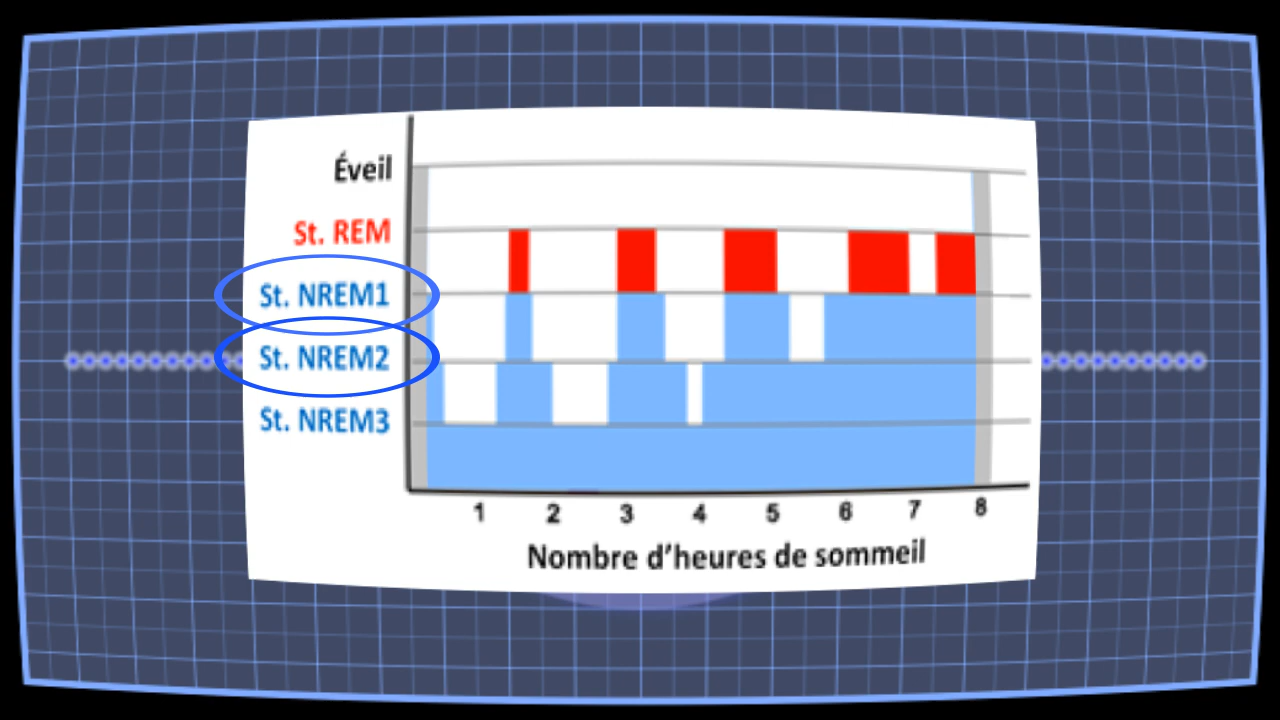 Éveil
St. REM
St. NREM1
St. NREM2
St. NREM3
1 2 3 4 5 6 7 8
Nombre d’heures de sommeil